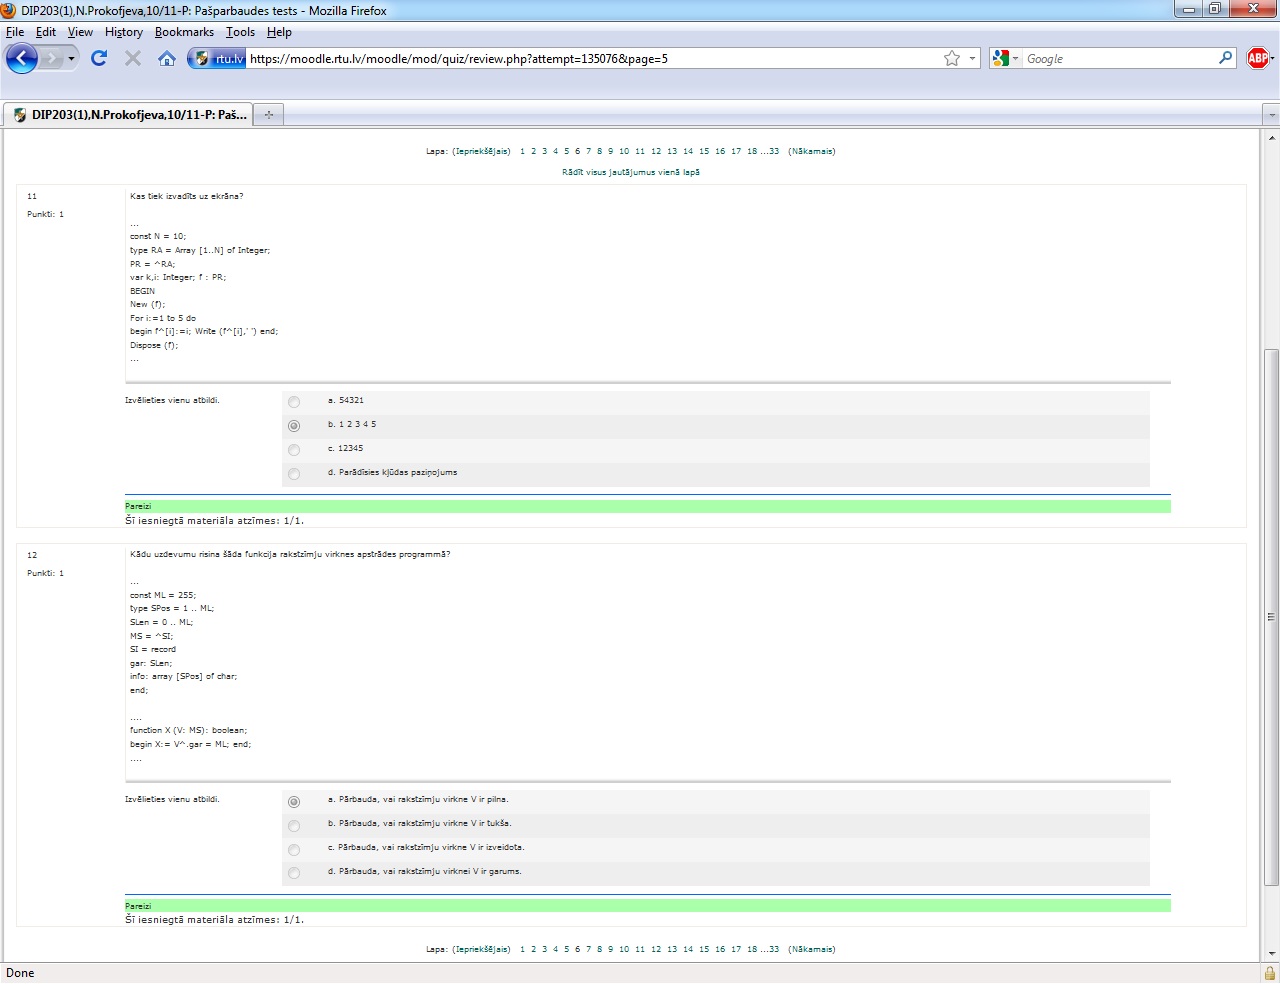 DIP203(1),N.Prokofjeva,10/11-P: Pašparbaudes tests - Mozilla Firefox
File Edit View History Bookmarks Tools Help
rtu.lv https://moodle.rtu.lv/moodle/mod/quiz/review.php?attempt=135076&page=5 Google ABP
DIP203(1),N.Prokofjeva,10/11-P: Paš...
Lapa: (Iepriekšējais) 1 2 3 4 5 6 7 8 9 10 11 12 13 14 15 16 17 18 ...33 (Nākamais)
Rādīt visus jautājumus vienā lapā
11 Kas tiek izvadīts uz ekrāna?
Punkti: 1
...
const N = 10;
type RA = Array [1..N] of Integer;
PR = ^RA;
var k,i: Integer; f : PR;
BEGIN
New (f);
For i:=1 to 5 do
begin f^[i]:=i; Write (f^[i],' ') end;
Dispose (f);
...
Izvēlieties vienu atbildi. a. 54321
b. 1 2 3 4 5
c. 12345
d. Parādīsies kļūdas paziņojums
Pareizi
Šī iesniegtā materiāla atzīmes: 1/1.
12 Kādu uzdevumu risina šāda funkcija rakstzīmju virknes apstrādes programmā?
Punkti: 1
...
const ML = 255;
type SPos = 1 .. ML;
SLen = 0 .. ML;
MS = ^SI;
SI = record
gar: SLen;
info: array [SPos] of char;
end;
....
function X (V: MS): boolean;
begin X:= V^.gar = ML; end;
....
Izvēlieties vienu atbildi. a. Pārbauda, vai rakstzīmju virkne V ir pilna.
b. Pārbauda, vai rakstzīmju virkne V ir tukša.
c. Pārbauda, vai rakstzīmju virkne V ir izveidota.
d. Pārbauda, vai rakstzīmju virknei V ir garums.
Pareizi
Šī iesniegtā materiāla atzīmes: 1/1.
Lapa: (Iepriekšējais) 1 2 3 4 5 6 7 8 9 10 11 12 13 14 15 16 17 18 ...33 (Nākamais)
Done